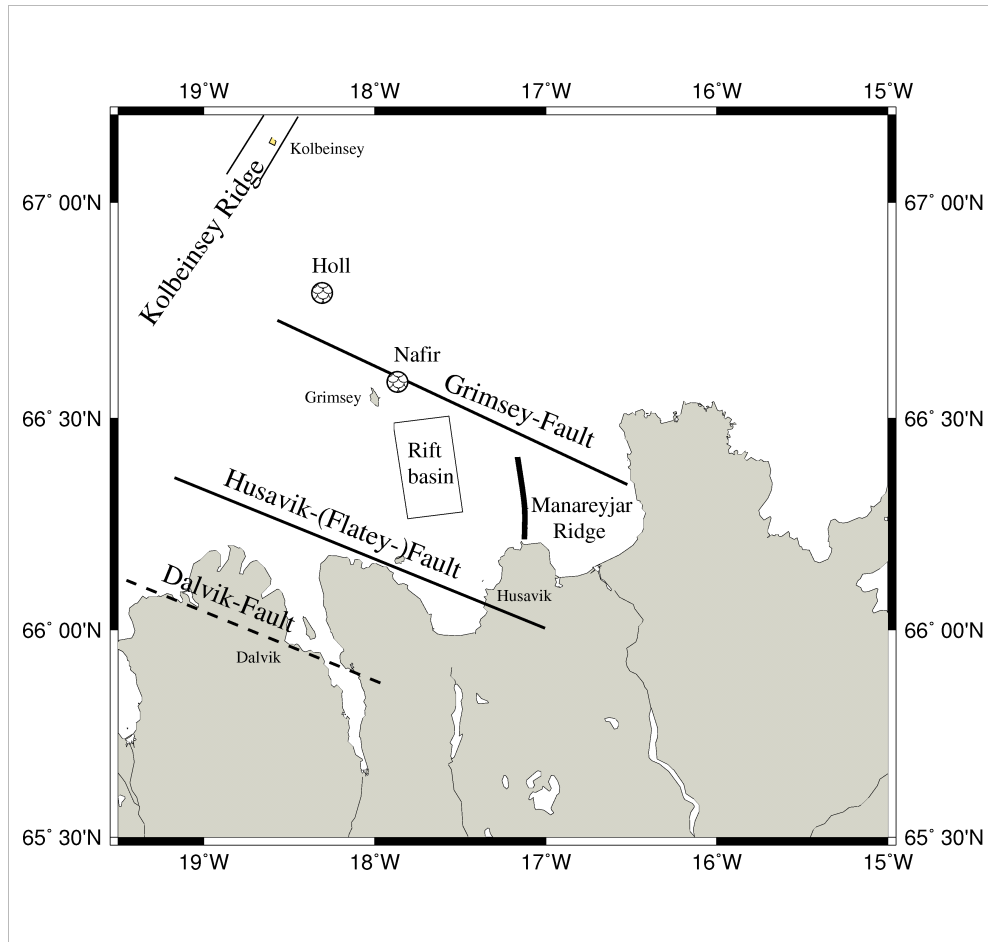 19˚W 18˚W 17˚W 16˚W 15˚W
Kolbeinsey
Kolbeinsey Ridge
67˚ 00'N 67˚ 00'N
Holl
Nafir
Grimsey
Grimsey-Fault
66˚ 30'N 66˚ 30'N
Rift
basin
Husavik-(Flatey-)Fault
Manareyjar
Ridge
Dalvik-Fault
Husavik
66˚ 00'N 66˚ 00'N
Dalvik
65˚ 30'N 65˚ 30'N
19˚W 18˚W 17˚W 16˚W 15˚W